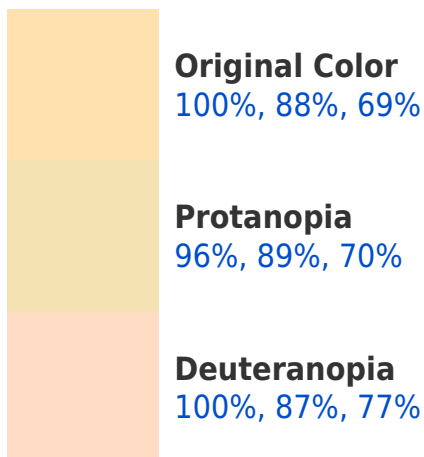 Original Color
100%, 88%, 69%
Protanopia
96%, 89%, 70%
Deuteranopia
100%, 87%, 77%